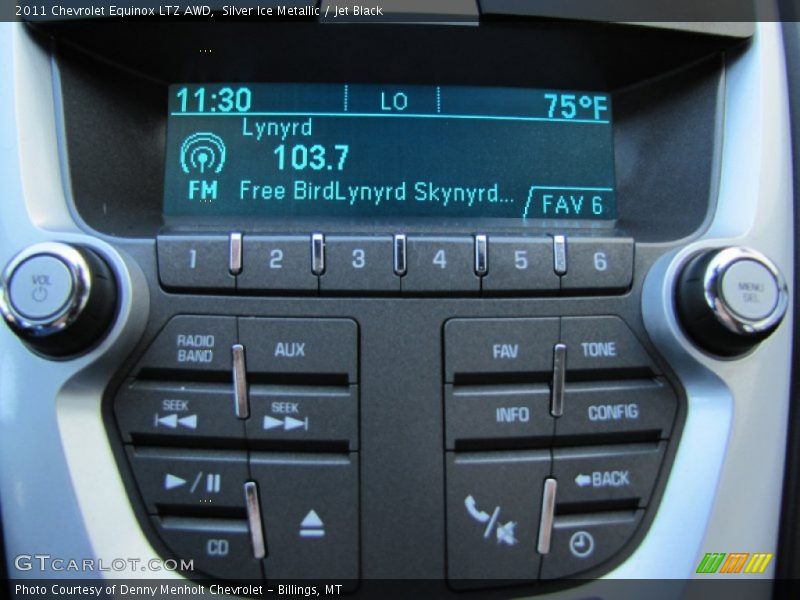 2011 Chevrolet Equinox LTZ AWD, Silver Ice Metallic / Jet Black
11:30 LO 75°F
Lynyrd
103.7
FM Free BirdLynyrd Skynyrd... FAV 6
1 2 3 4 5 6
VOL
MENU
SEL
RADIO
BAND
AUX
FAV
TONE
SEEK
SEEK
INFO
CONFIG
BACK
CD
GTCARLOT.COM
Photo Courtesy of Denny Menholt Chevrolet - Billings, MT